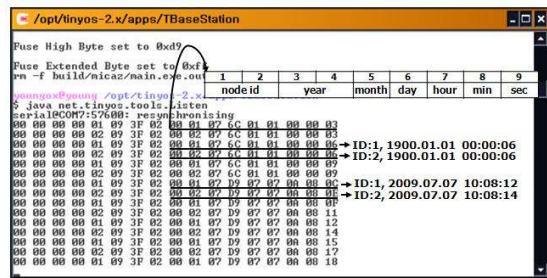 /opt/tinyos-2.x/apps/TBaseStation
Fuse High Byte set to 0xd9
Fuse Extended Byte set to 0xff
rm -f build/micaz/main.exe.out
1 2 3 4 5 6 7 8 9
node id year month day hour min sec
youngox@young /opt/tinyos-2.x
$ java net.tinyos.tools.Listen
serial@COM7:57600: resynchronising
00 00 00 00 01 09 3F 02 00 01 07 6C 01 01 00 00 03
00 00 00 00 02 09 3F 02 00 02 07 6C 01 01 00 00 03
00 00 00 00 01 09 3F 02 00 01 07 6C 01 01 00 00 06 → ID:1, 1900.01.01 00:00:06
00 00 00 00 02 09 3F 02 00 02 07 6C 01 01 00 00 06 → ID:2, 1900.01.01 00:00:06
00 00 00 00 01 09 3F 02 00 01 07 6C 01 01 00 00 09
00 00 00 00 02 09 3F 02 00 02 07 6C 01 01 00 00 09
00 00 00 00 01 09 3F 02 00 01 07 D9 07 07 0A 08 0C → ID:1, 2009.07.07 10:08:12
00 00 00 00 02 09 3F 02 00 02 07 D9 07 07 0A 08 0E → ID:2, 2009.07.07 10:08:14
00 00 00 00 01 09 3F 02 00 01 07 D9 07 07 0A 08 0F
00 00 00 00 02 09 3F 02 00 02 07 D9 07 07 0A 08 11
00 00 00 00 01 09 3F 02 00 01 07 D9 07 07 0A 08 12
00 00 00 00 02 09 3F 02 00 02 07 D9 07 07 0A 08 14
00 00 00 00 01 09 3F 02 00 01 07 D9 07 07 0A 08 15
00 00 00 00 02 09 3F 02 00 02 07 D9 07 07 0A 08 17
00 00 00 00 01 09 3F 02 00 01 07 D9 07 07 0A 08 18